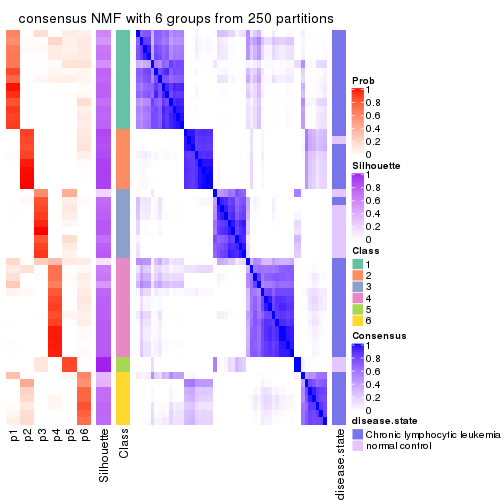 consensus NMF with 6 groups from 250 partitions
Prob
1
0.8
0.6
0.4
0.2
0
Silhouette
1
0.8
0.6
0.4
0.2
0
Class
1
2
3
4
5
6
Consensus
1
0.8
0.6
0.4
0.2
0
disease.state
Chronic lymphocytic leukemia
normal control
p1
p2
p3
p4
p5
p6
Silhouette
Class
disease.state